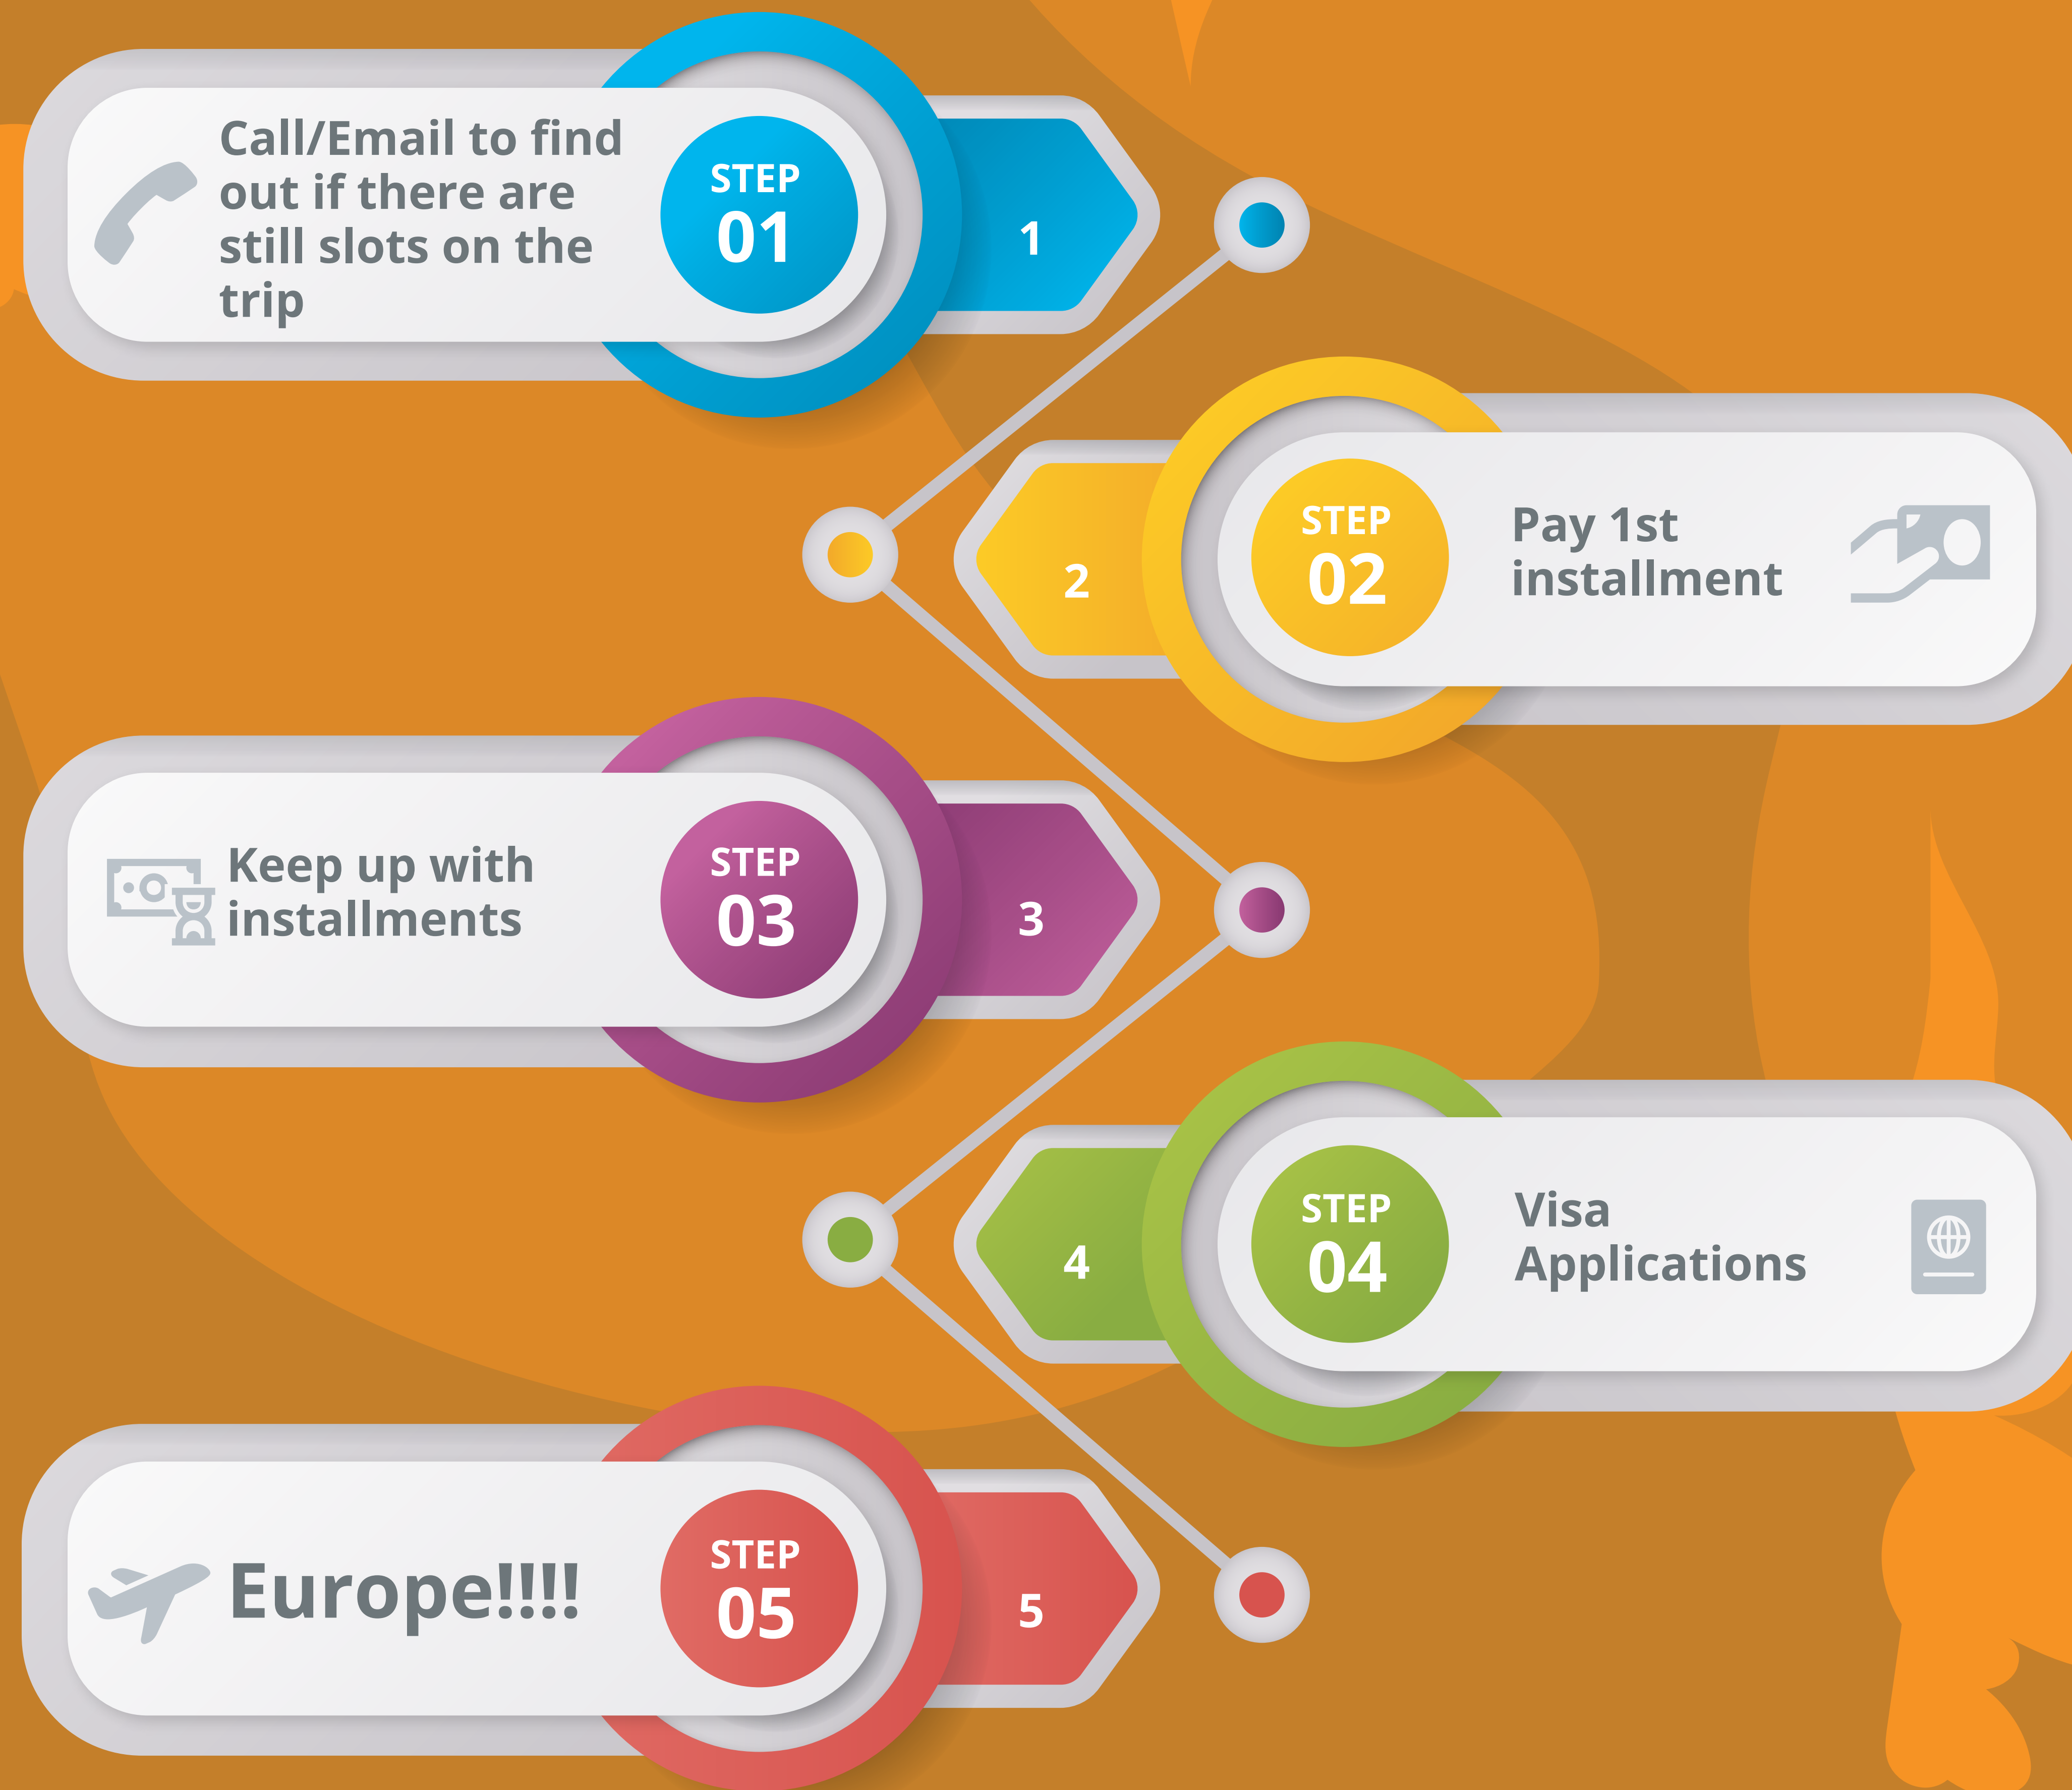 Call/Email to find
out if there are
still slots on the
trip
STEP
01
1
2
STEP
02
Pay 1st
installment
Keep up with
installments
STEP
03
3
4
STEP
04
Visa
Applications
Europe!!!!
STEP
05
5